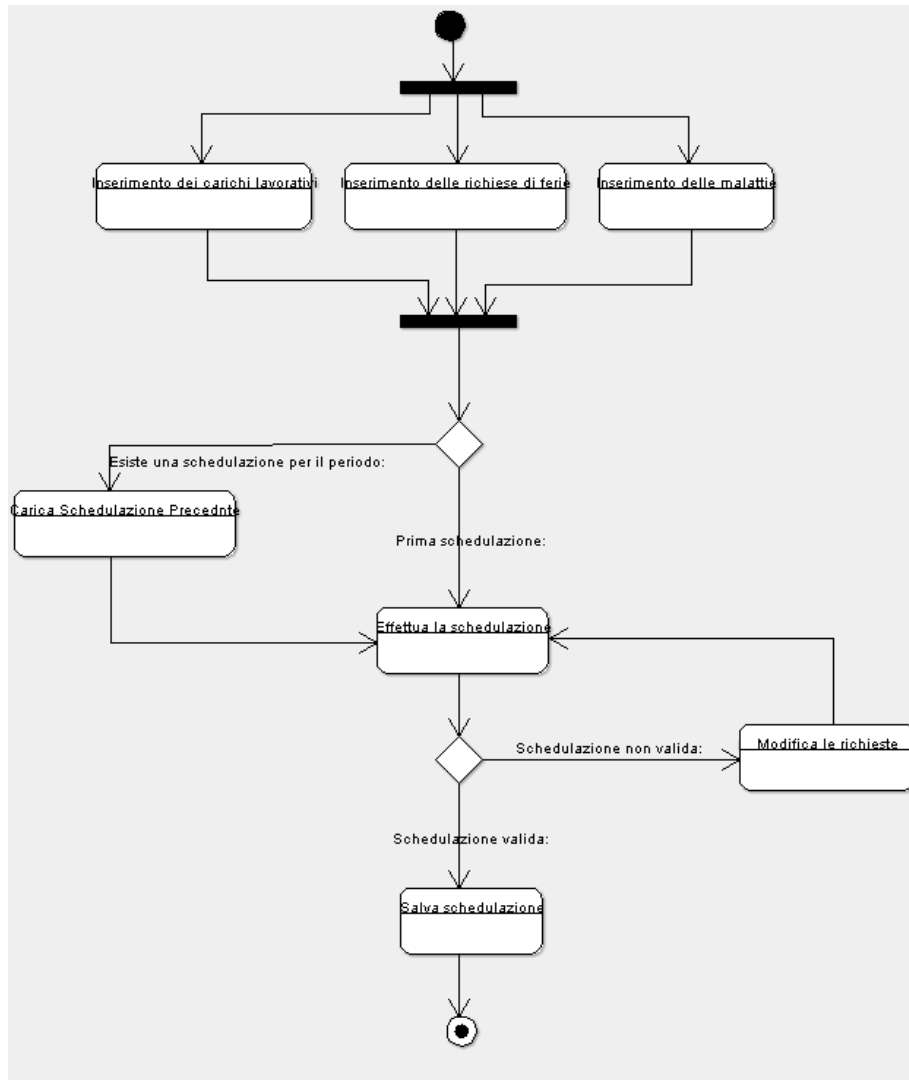 Inserimento dei carichi lavorativi
Inserimento delle richiese di ferie
Inserimento delle malattie
Esiste una schedulazione per il periodo:
Carica Schedulazione Precednte
Prima schedulazione:
Effettua la schedulazione
Schedulazione non valida:
Modifica le richieste
Schedulazione valida:
Salva schedulazione